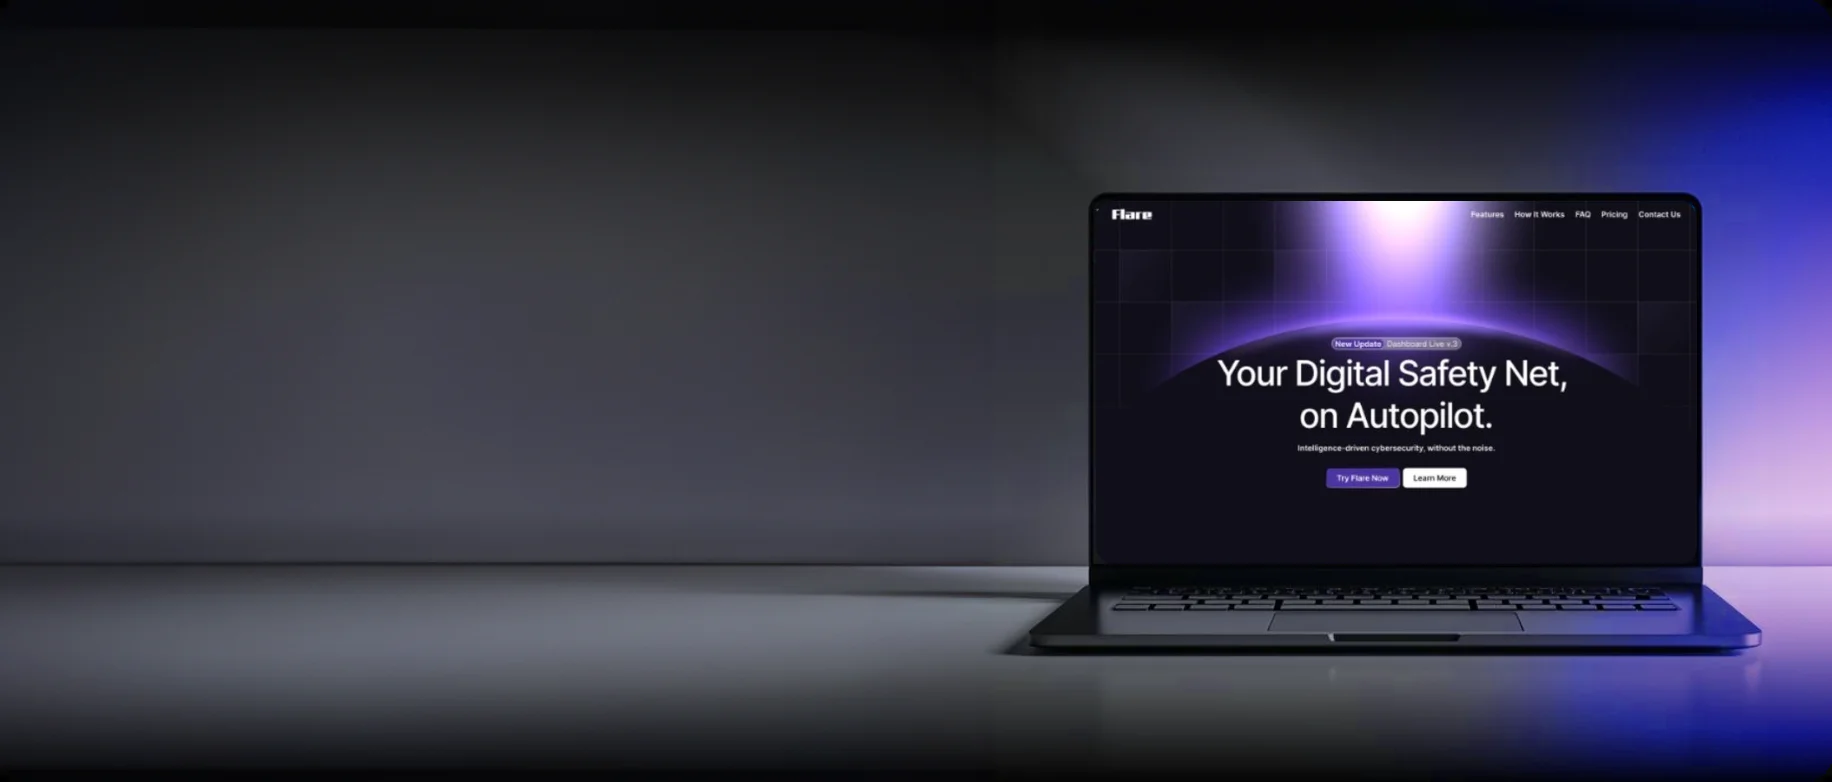 Flare
Features How It Works FAQ Pricing Contact Us
New Update Dashboard Live v.3
Your Digital Safety Net,
on Autopilot.
Intelligence-driven cybersecurity, without the noise.
Try Flare Now Learn More